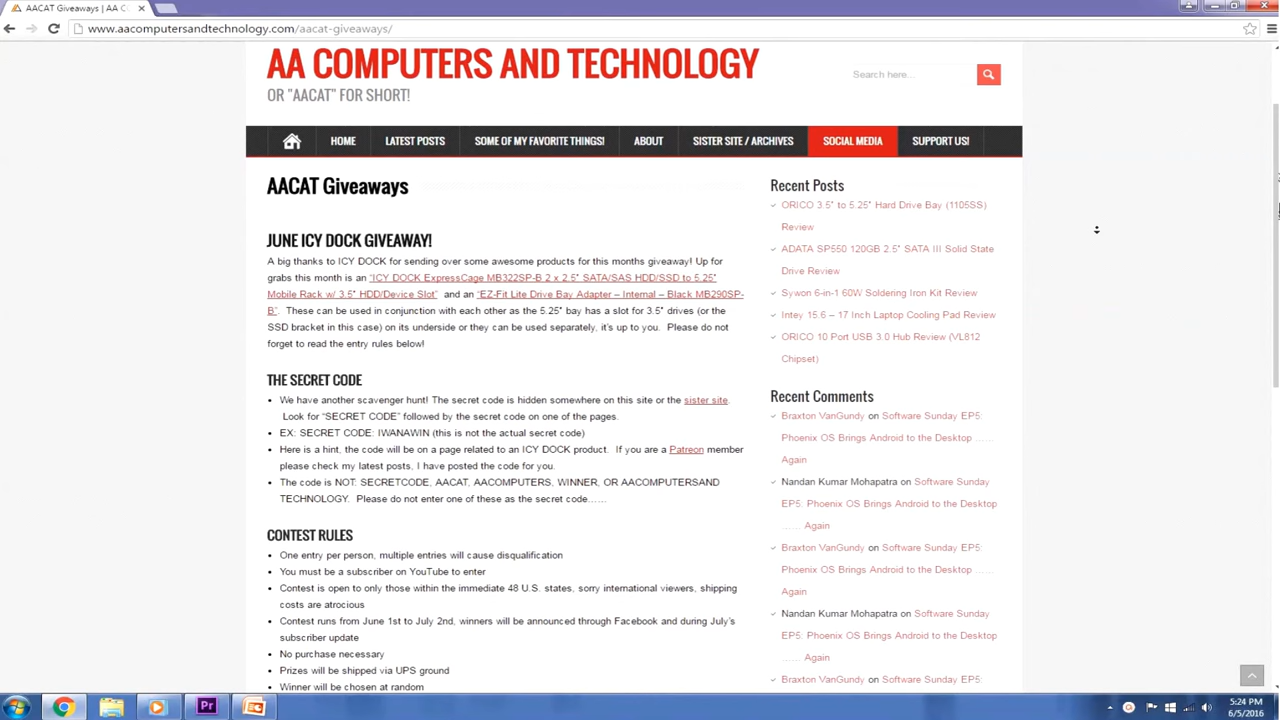 AACAT Giveaways | AA C
www.aacomputersandtechnology.com/aacat-giveaways/
AA COMPUTERS AND TECHNOLOGY
OR "AACAT" FOR SHORT!
Search here...
HOME LATEST POSTS SOME OF MY FAVORITE THINGS! ABOUT SISTER SITE / ARCHIVES SOCIAL MEDIA SUPPORT US!
AACAT Giveaways
JUNE ICY DOCK GIVEAWAY!
A big thanks to ICY DOCK for sending over some awesome products for this months giveaway! Up for
grabs this month is an "ICY DOCK ExpressCage MB322SP-B 2 x 2.5" SATA/SAS HDD/SSD to 5.25"
Mobile Rack w/ 3.5" HDD/Device Slot" and an "EZ-Fit Lite Drive Bay Adapter – Internal – Black MB290SP-
B". These can be used in conjunction with each other as the 5.25" bay has a slot for 3.5" drives (or the
SSD bracket in this case) on its underside or they can be used separately, it's up to you. Please do not
forget to read the entry rules below!
THE SECRET CODE
We have another scavenger hunt! The secret code is hidden somewhere on this site or the sister site.
Look for "SECRET CODE" followed by the secret code on one of the pages.
EX: SECRET CODE: IWANAWIN (this is not the actual secret code)
Here is a hint, the code will be on a page related to an ICY DOCK product. If you are a Patreon member
please check my latest posts, I have posted the code for you.
The code is NOT: SECRETCODE, AACAT, AACOMPUTERS, WINNER, OR AACOMPUTERSAND
TECHNOLOGY. Please do not enter one of these as the secret code……
CONTEST RULES
One entry per person, multiple entries will cause disqualification
You must be a subscriber on YouTube to enter
Contest is open to only those within the immediate 48 U.S. states, sorry international viewers, shipping
costs are atrocious
Contest runs from June 1st to July 2nd, winners will be announced through Facebook and during July's
subscriber update
No purchase necessary
Prizes will be shipped via UPS ground
Winner will be chosen at random
Recent Posts
ORICO 3.5" to 5.25" Hard Drive Bay (1105SS)
Review
ADATA SP550 120GB 2.5" SATA III Solid State
Drive Review
Sywon 6-in-1 60W Soldering Iron Kit Review
Intey 15.6 – 17 Inch Laptop Cooling Pad Review
ORICO 10 Port USB 3.0 Hub Review (VL812
Chipset)
Recent Comments
Braxton VanGundy on Software Sunday EP5:
Phoenix OS Brings Android to the Desktop ……
Again
Nandan Kumar Mohapatra on Software Sunday
EP5: Phoenix OS Brings Android to the Desktop
…… Again
Braxton VanGundy on Software Sunday EP5:
Phoenix OS Brings Android to the Desktop ……
Again
Nandan Kumar Mohapatra on Software Sunday
EP5: Phoenix OS Brings Android to the Desktop
…… Again
Braxton VanGundy on Software Sunday EP5:
Pr
5:24 PM
6/5/2016